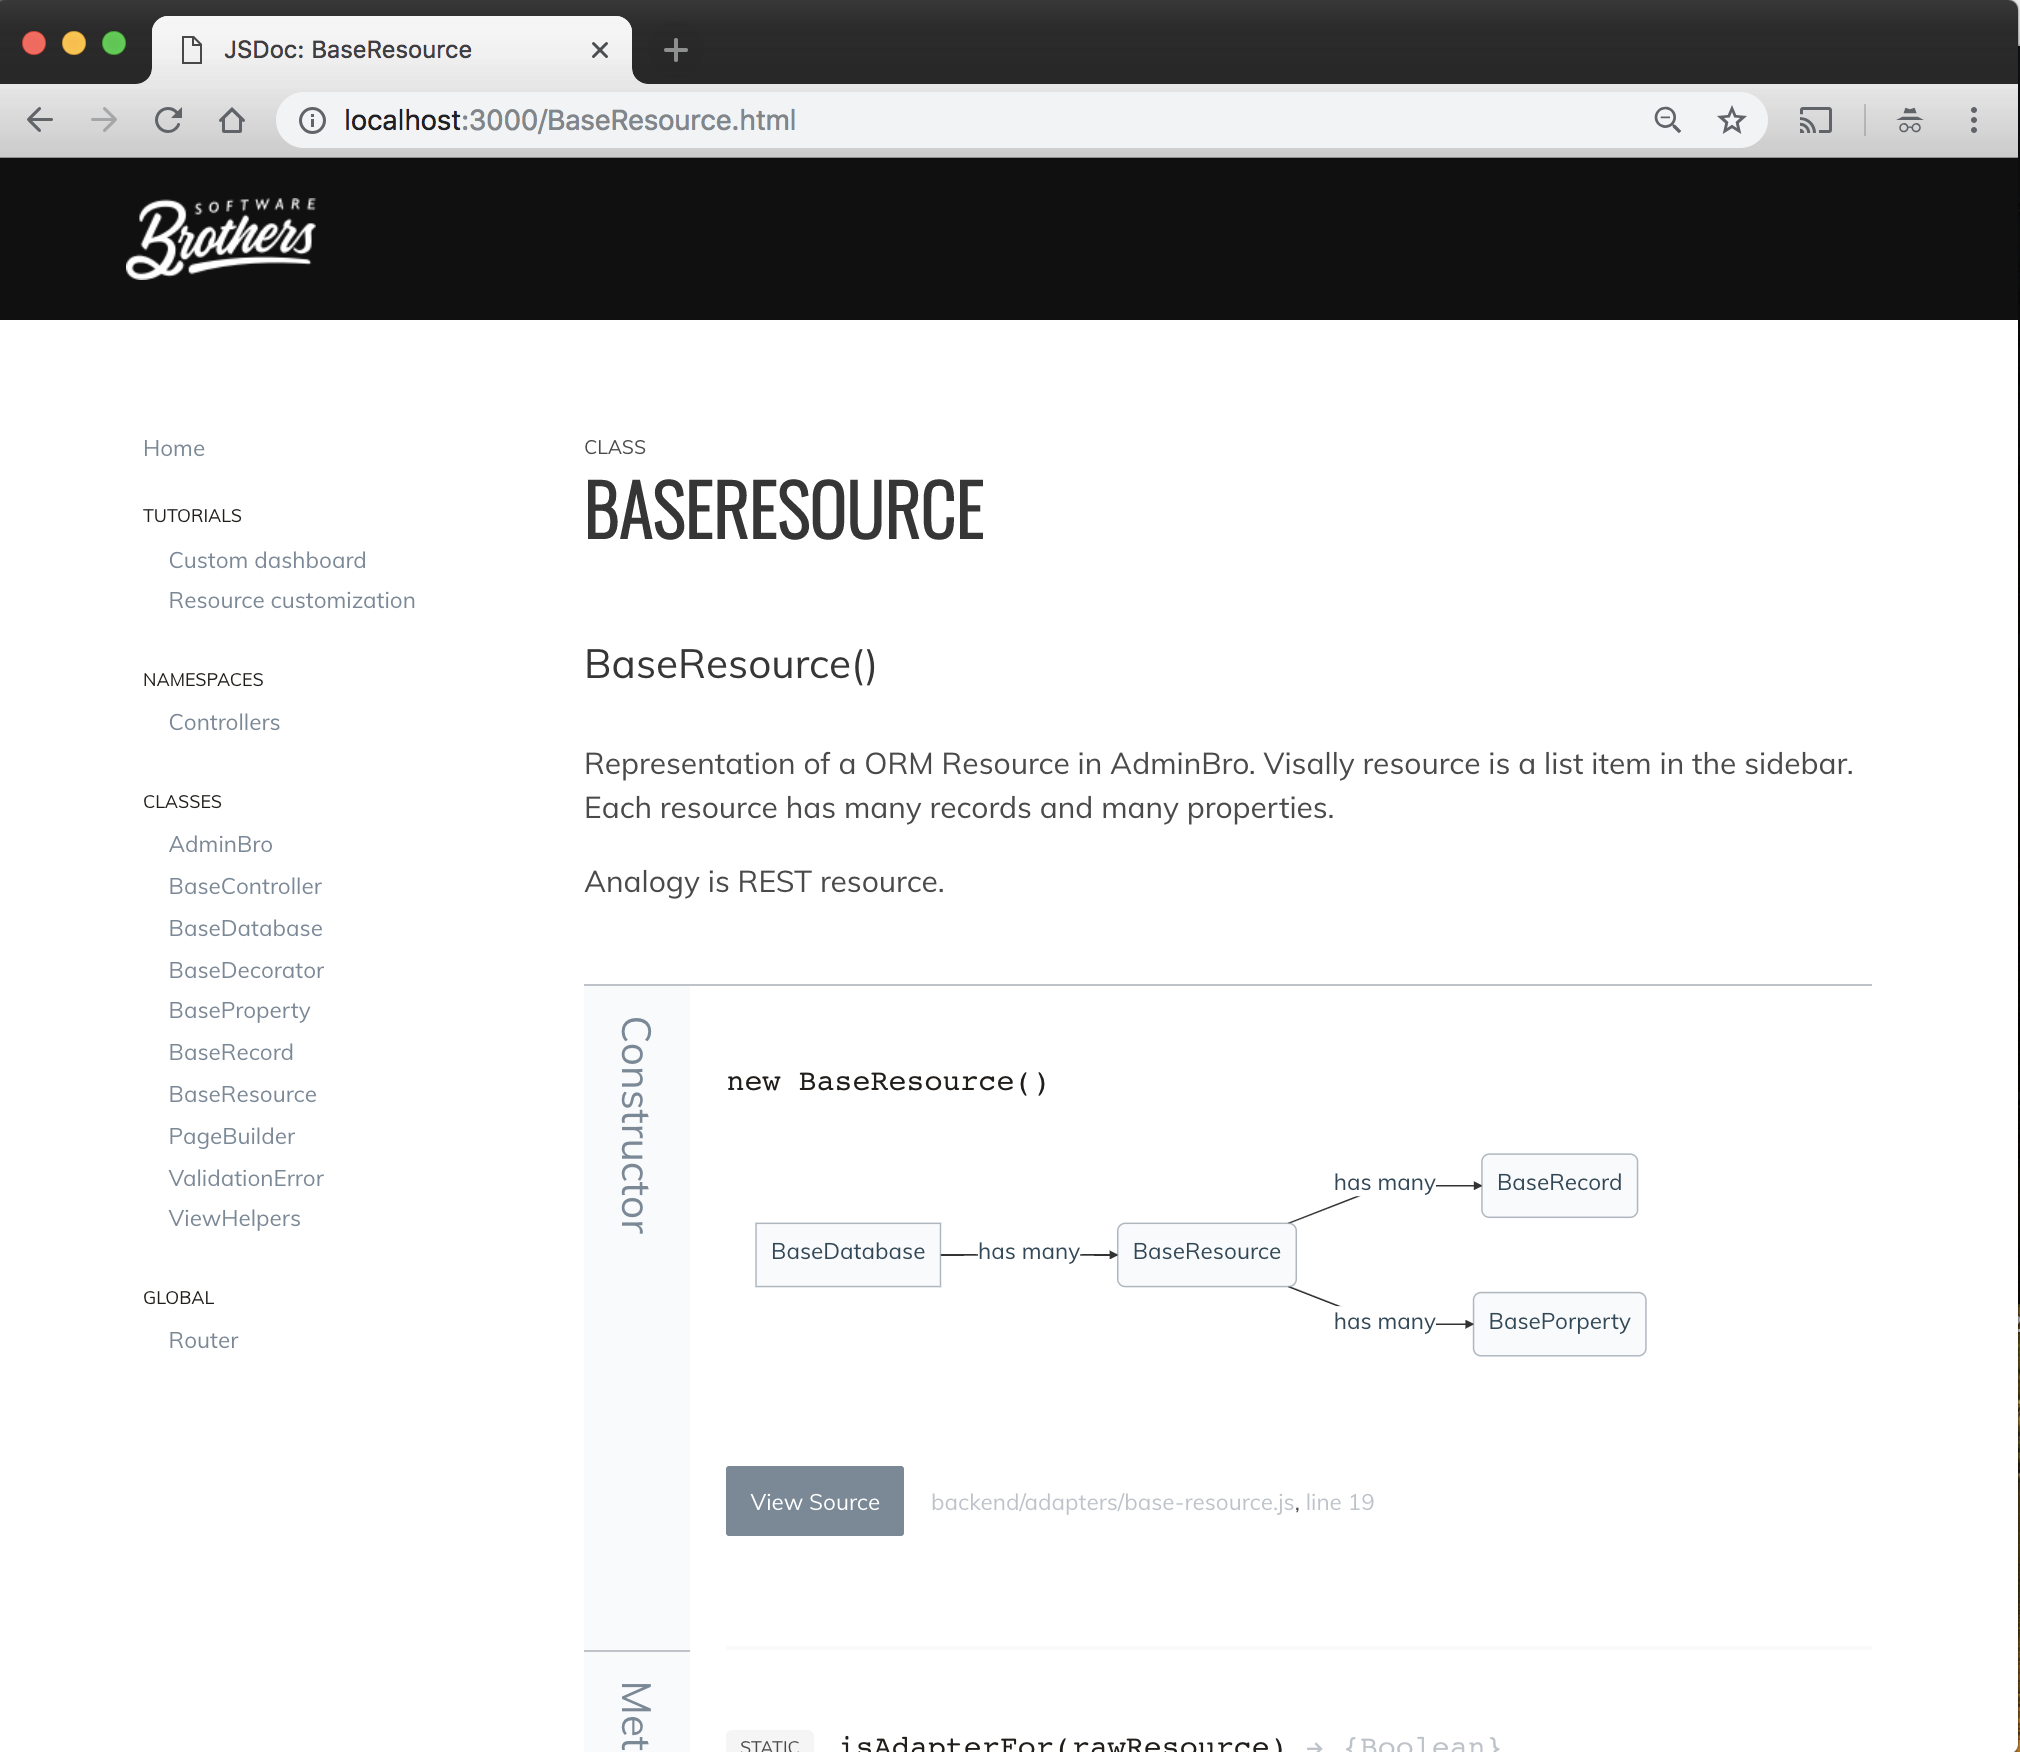 JSDoc: BaseResource
localhost:3000/BaseResource.html
SOFTWARE
Brothers
Home
TUTORIALS
Custom dashboard
Resource customization
NAMESPACES
Controllers
CLASSES
AdminBro
BaseController
BaseDatabase
BaseDecorator
BaseProperty
BaseRecord
BaseResource
PageBuilder
ValidationError
ViewHelpers
GLOBAL
Router
CLASS
BASERESOURCE
BaseResource()
Representation of a ORM Resource in AdminBro. Visally resource is a list item in the sidebar.
Each resource has many records and many properties.
Analogy is REST resource.
Constructor
new BaseResource()
has many
BaseRecord
BaseDatabase
has many
BaseResource
has many
BasePorperty
View Source
backend/adapters/base-resource.js, line 19
Met
STATIC
isAdapterFor(rawResource) → {Boolean}